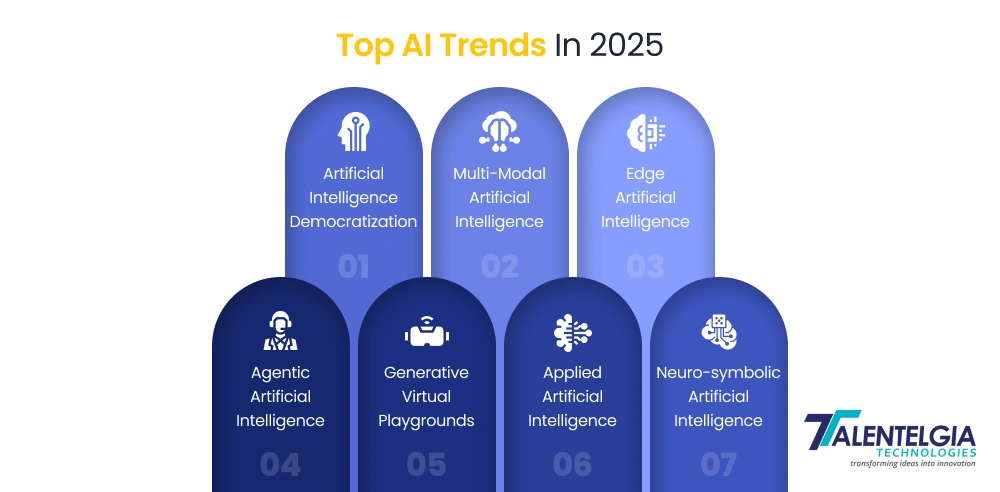 Top AI Trends In 2025
Artificial
Intelligence
Democratization
01
Multi-Modal
Artificial
Intelligence
02
Edge
Artificial
Intelligence
03
Agentic
Artificial
Intelligence
04
Generative
Virtual
Playgrounds
05
Applied
Artificial
Intelligence
06
Neuro-symbolic
Artificial
Intelligence
07
TALENTELGIA
TECHNOLOGIES
transforming ideas into innovation